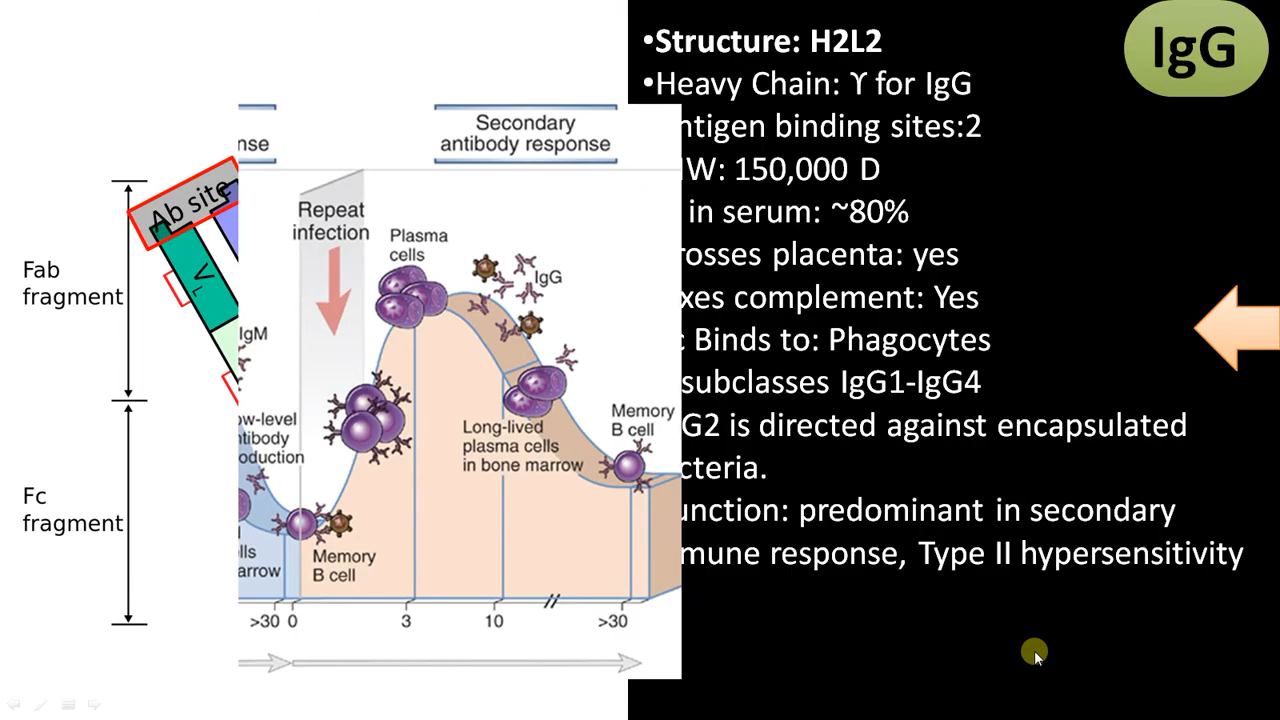 IgG
•Structure: H2L2
•Heavy Chain: ϒ for IgG
ntigen binding sites:2
W: 150,000 D
in serum: ~80%
rosses placenta: yes
xes complement: Yes
c Binds to: Phagocytes
subclasses IgG1-IgG4
G2 is directed against encapsulated
cteria.
unction: predominant in secondary
mune response, Type II hypersensitivity
nse
Secondary
antibody response
Ab site
Repeat
infection
Plasma
cells
IgG
Fab
fragment
VL
IgM
ow-level
ntibody
oduction
Long-lived
plasma cells
in bone marrow
Memory
B cell
Fc
fragment
ells
arrow
Memory
B cell
>30 0 3 10 >30